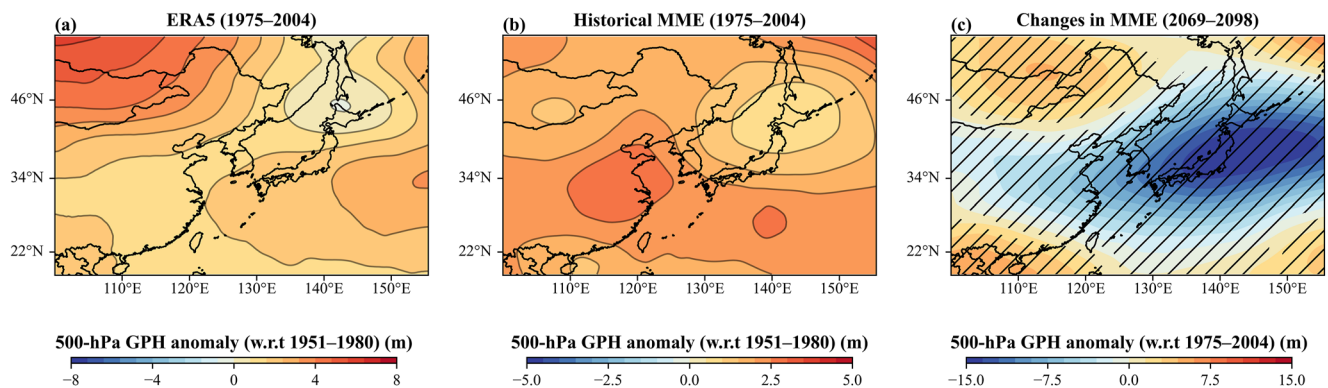 (a) ERA5 (1975–2004)
(b) Historical MME (1975–2004)
(c) Changes in MME (2069–2098)
46°N
34°N
22°N
110°E 120°E 130°E 140°E 150°E
46°N
34°N
22°N
110°E 120°E 130°E 140°E 150°E
46°N
34°N
22°N
110°E 120°E 130°E 140°E 150°E
500-hPa GPH anomaly (w.r.t 1951–1980) (m)
−8 −4 0 4 8
500-hPa GPH anomaly (w.r.t 1951–1980) (m)
−5.0 −2.5 0.0 2.5 5.0
500-hPa GPH anomaly (w.r.t 1975–2004) (m)
−15.0 −7.5 0.0 7.5 15.0